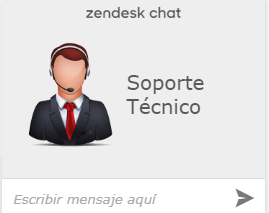 zendesk chat
Soporte
Técnico
Escribir mensaje aquí